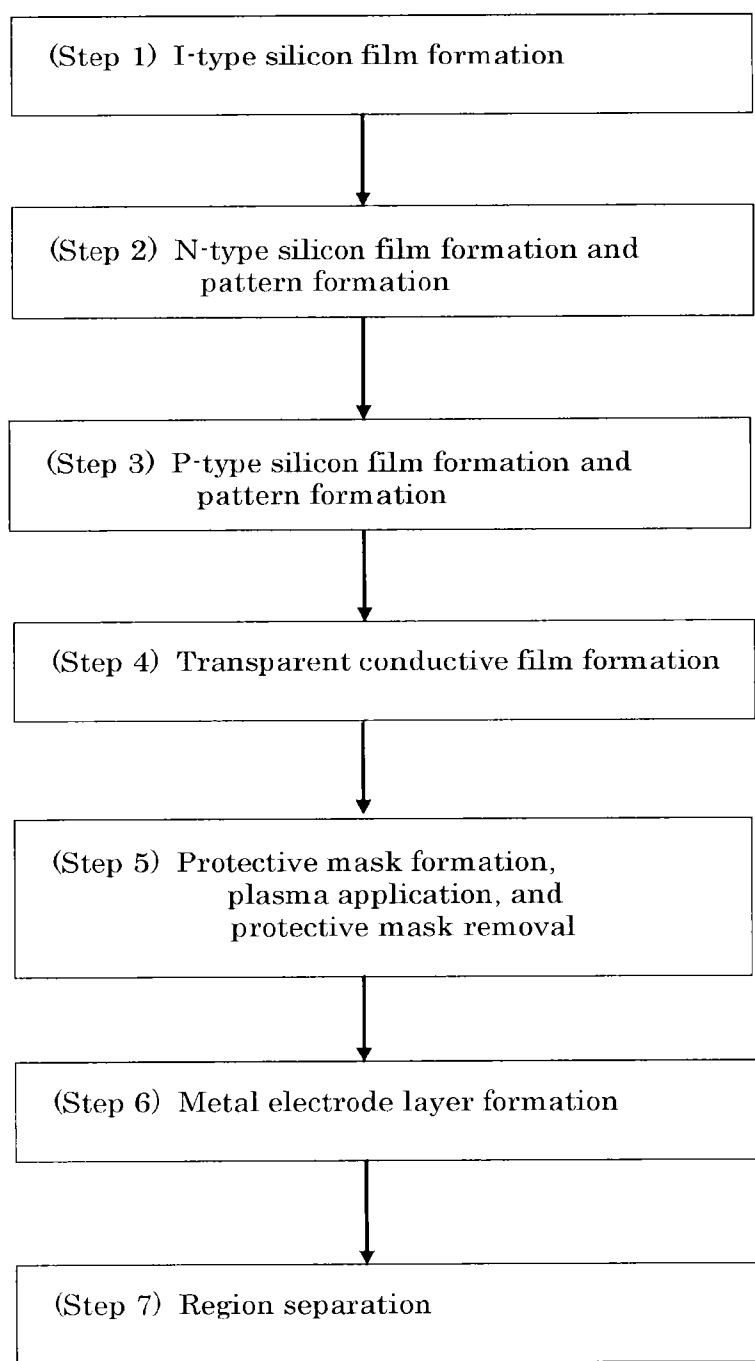 (Step 1) I-type silicon film formation
(Step 2) N-type silicon film formation and
pattern formation
(Step 3) P-type silicon film formation and
pattern formation
(Step 4) Transparent conductive film formation
(Step 5) Protective mask formation,
plasma application, and
protective mask removal
(Step 6) Metal electrode layer formation
(Step 7) Region separation